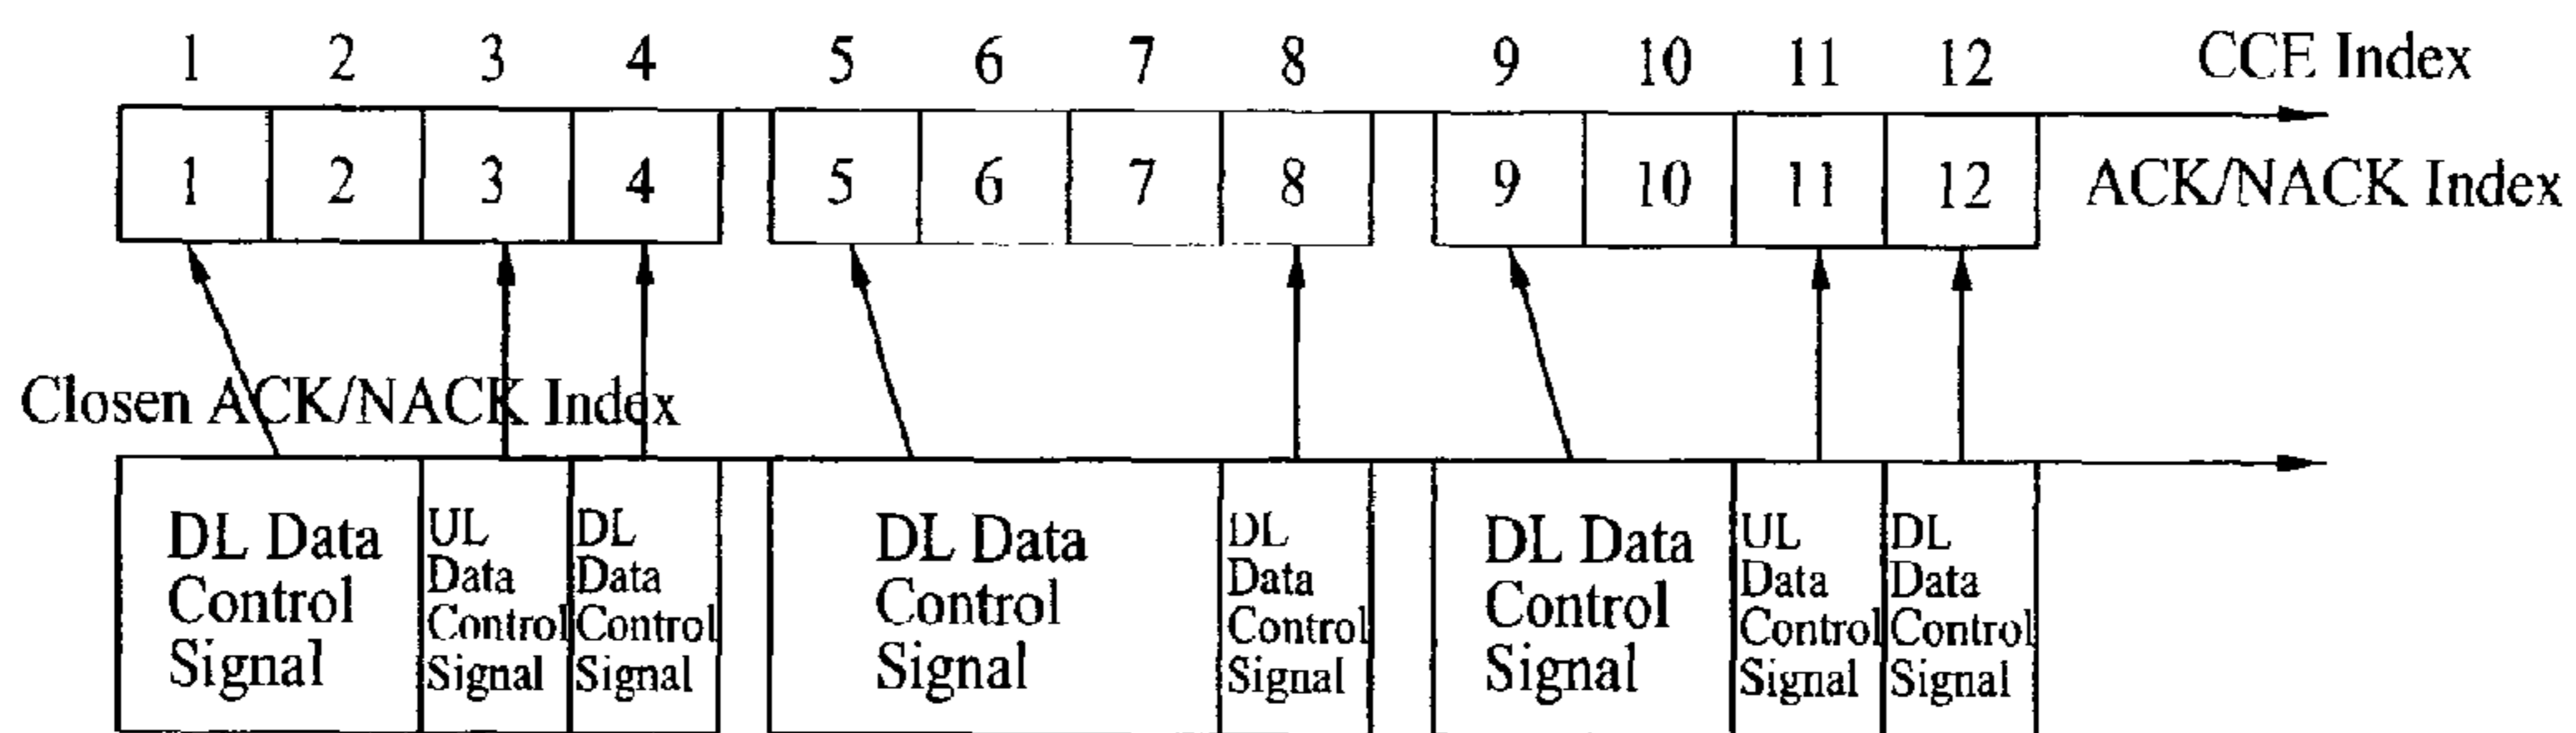 1 2 3 4 5 6 7 8 9 10 11 12 CCE Index
1 2 3 4 5 6 7 8 9 10 11 12 ACK/NACK Index
Closen ACK/NACK Index
DL Data
Control
Signal
UL
Data
Control
Signal
DL
Data
Control
Signal
DL Data
Control
Signal
DL
Data
Control
Signal
DL Data
Control
Signal
UL
Data
Control
Signal
DL
Data
Control
Signal